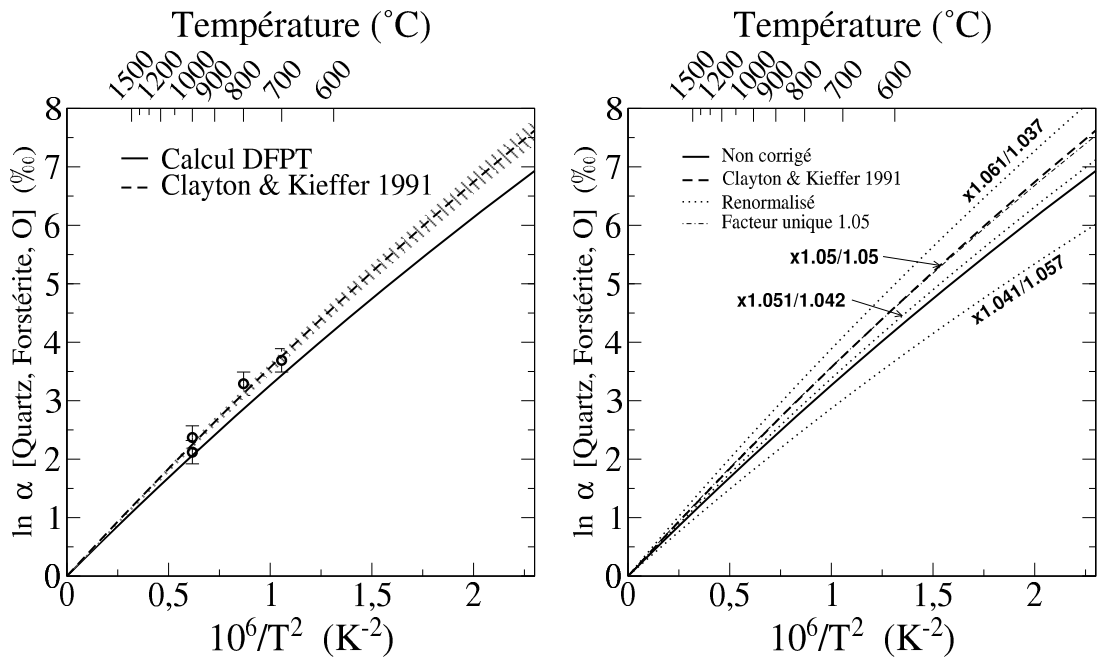 Température (°C)
1500
1200
1000
900
800
700
600
8
7
6
5
4
3
2
1
0
ln α [Quartz, Forstérite, O] (‰)
Calcul DFPT
Clayton & Kieffer 1991
0
0,5
1
1,5
2
10⁶/T² (K⁻²)
Température (°C)
1500
1200
1000
900
800
700
600
8
7
6
5
4
3
2
1
0
ln α [Quartz, Forstérite, O] (‰)
Non corrigé
Clayton & Kieffer 1991
Renormalisé
Facteur unique 1.05
x1.061/1.037
x1.05/1.05
x1.051/1.042
x1.041/1.057
0
0,5
1
1,5
2
10⁶/T² (K⁻²)